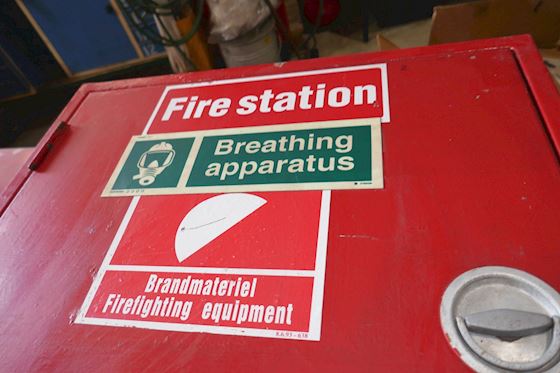 Fire station
Breathing
apparatus
Brandmateriel
Firefighting equipment